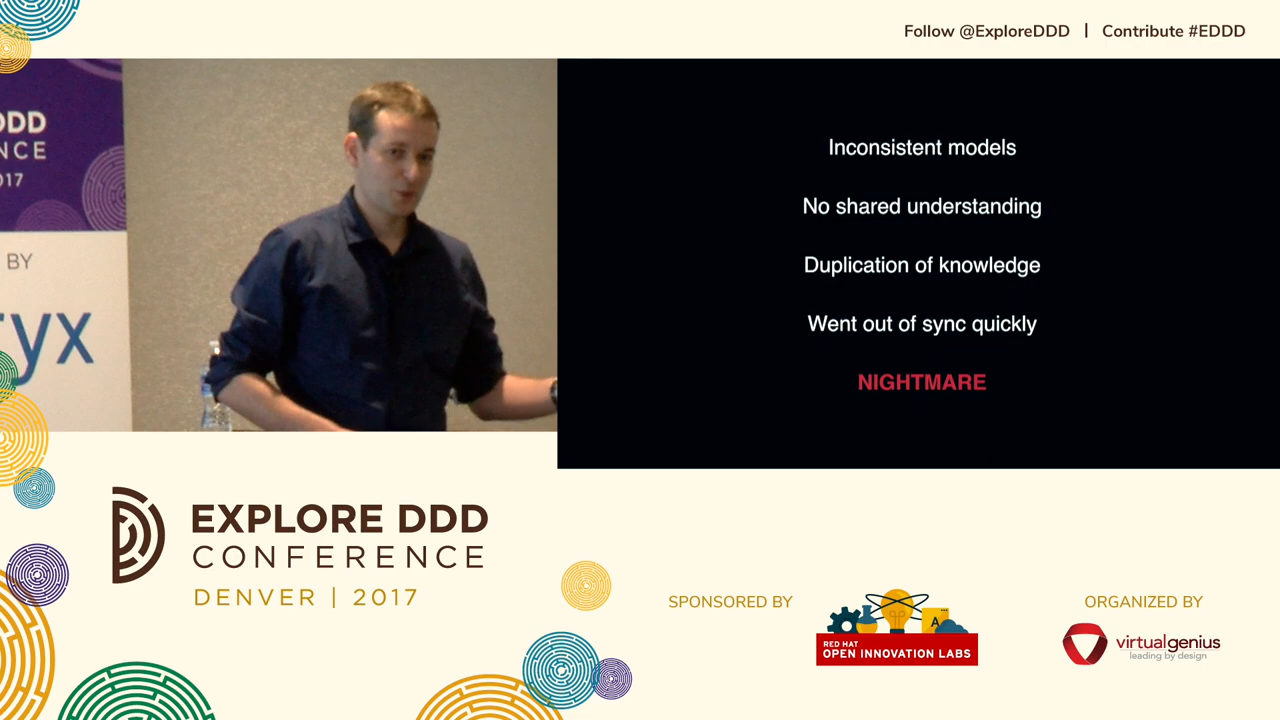 Follow @ExploreDDD | Contribute #EDDD
DDD
NCE
2017
BY
yx
Inconsistent models
No shared understanding
Duplication of knowledge
Went out of sync quickly
NIGHTMARE
EXPLORE DDD
CONFERENCE
DENVER | 2017
SPONSORED BY
A
RED HAT
OPEN INNOVATION LABS
ORGANIZED BY
virtualgenius
leading by design